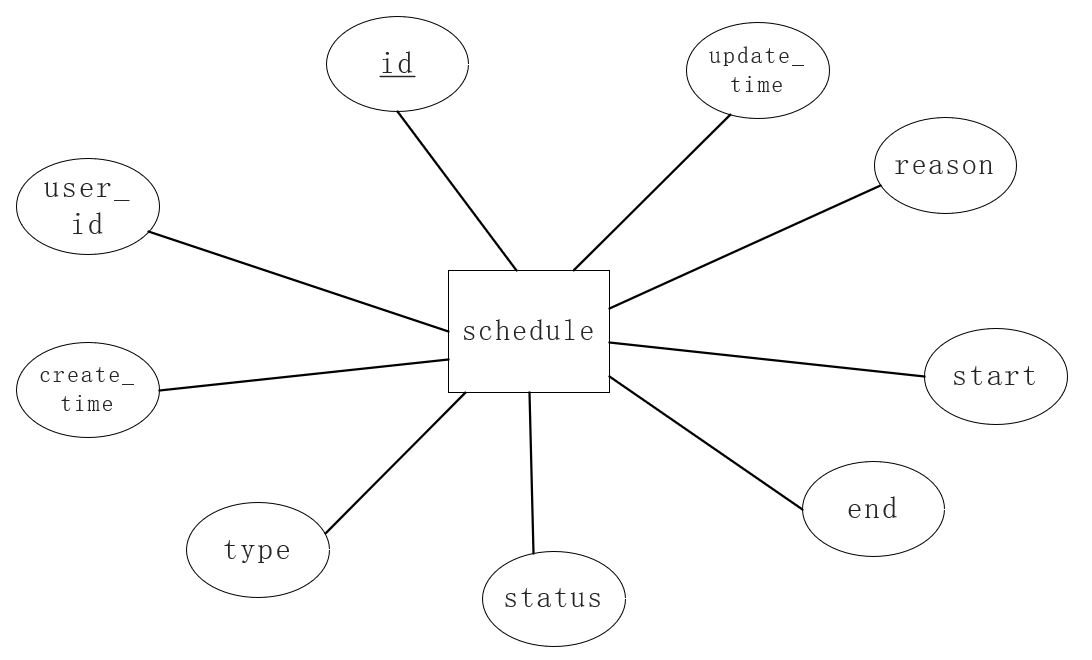 id
update_
time
reason
user_
id
schedule
start
create_
time
end
type
status